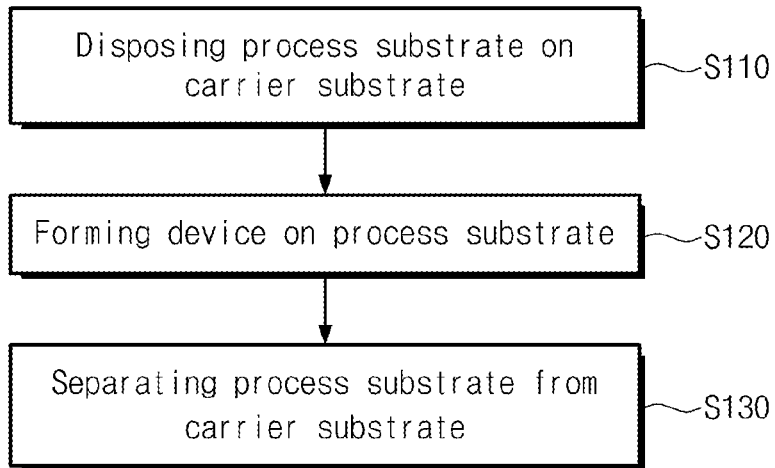 Disposing process substrate on
carrier substrate
S110
Forming device on process substrate
S120
Separating process substrate from
carrier substrate
S130